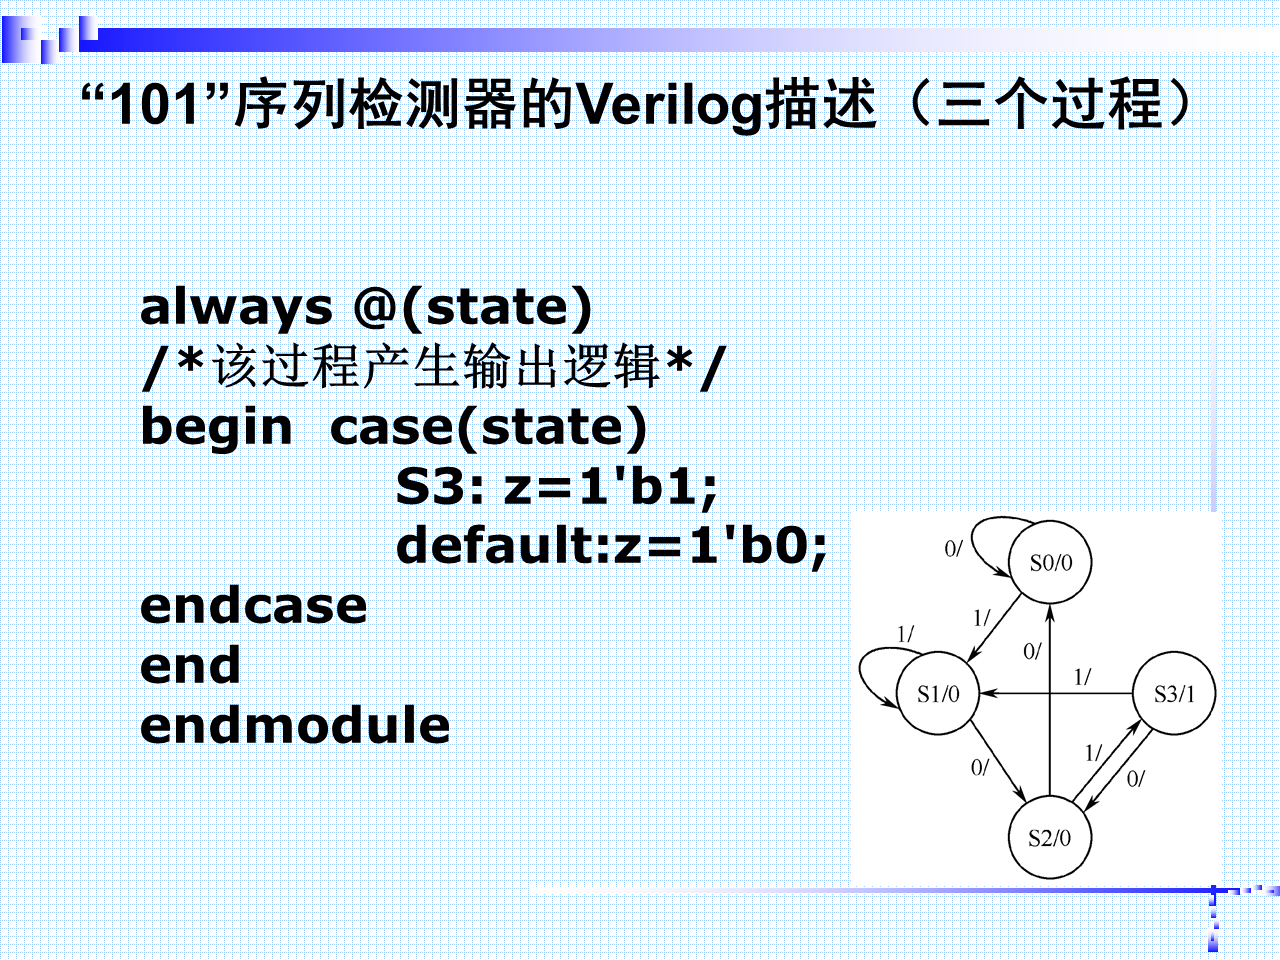 “101”序列检测器的Verilog描述（三个过程）
always @(state)
/*该过程产生输出逻辑*/
begin  case(state)
S3: z=1'b1;
default:z=1'b0;
endcase
end
endmodule
0/
S0/0
1/
1/
0/
1/
S1/0
S3/1
0/
1/
0/
S2/0